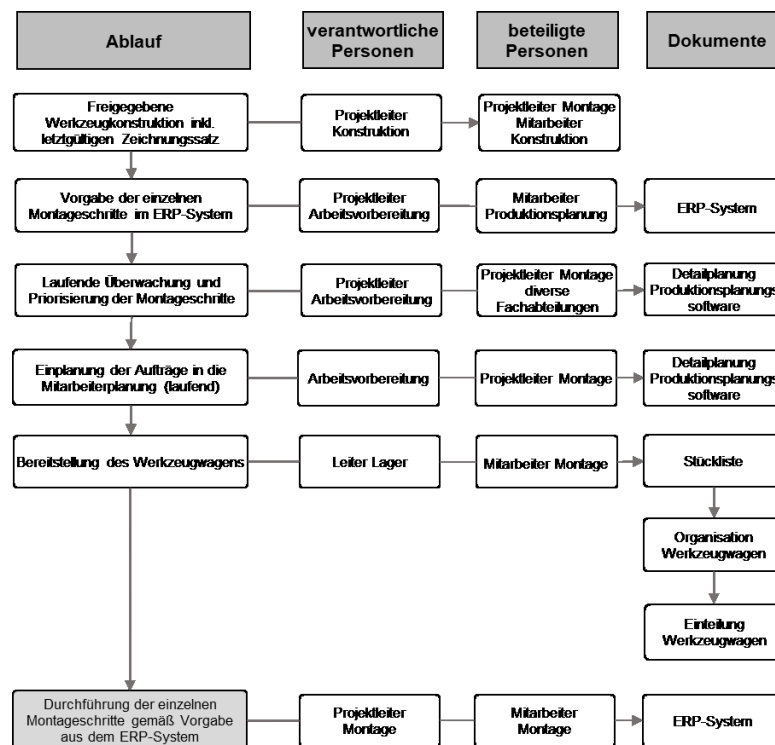 Ablauf
verantwortliche
Personen
beteiligte
Personen
Dokumente
Freigegebene
Werkzeugkonstruktion inkl.
letztgültigen Zeichnungssatz
Projektleiter
Konstruktion
Projektleiter Montage
Mitarbeiter
Konstruktion
Vorgabe der einzelnen
Montageschritte im ERP-System
Projektleiter
Arbeitsvorbereitung
Mitarbeiter
Produktionsplanung
ERP-System
Laufende Überwachung und
Priorisierung der Montageschritte
Projektleiter
Arbeitsvorbereitung
Projektleiter Montage
diverse
Fachabteilungen
Detailplanung
Produktionsplanungs
software
Einplanung der Aufträge in die
Mitarbeiterplanung (laufend)
Arbeitsvorbereitung
Projektleiter Montage
Detailplanung
Produktionsplanungs
software
Bereitstellung des Werkzeugwagens
Leiter Lager
Mitarbeiter Montage
Stückliste
Organisation
Werkzeugwagen
Einteilung
Werkzeugwagen
Durchführung der einzelnen
Montageschritte gemäß Vorgabe
aus dem ERP-System
Projektleiter
Montage
Mitarbeiter
Montage
ERP-System